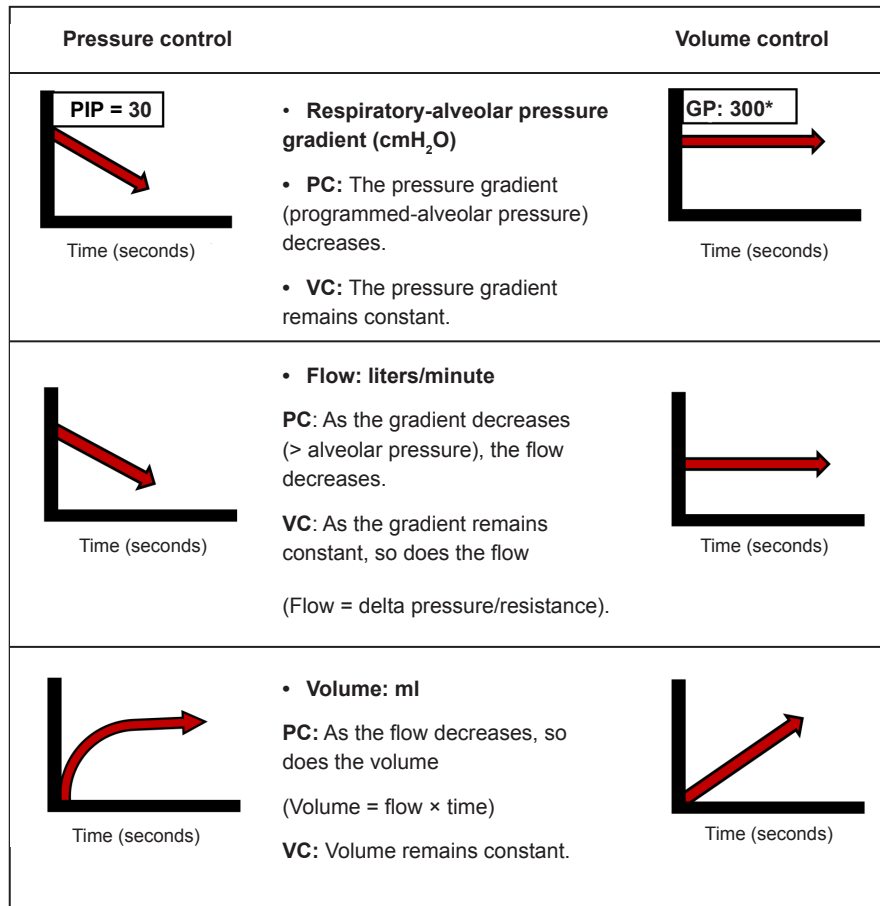 Pressure control
Volume control
PIP = 30
Time (seconds)
• Respiratory-alveolar pressure
gradient (cmH₂O)
• PC: The pressure gradient
(programmed-alveolar pressure)
decreases.
• VC: The pressure gradient
remains constant.
GP: 300*
Time (seconds)
Time (seconds)
• Flow: liters/minute
PC: As the gradient decreases
(> alveolar pressure), the flow
decreases.
VC: As the gradient remains
constant, so does the flow
(Flow = delta pressure/resistance).
Time (seconds)
Time (seconds)
• Volume: ml
PC: As the flow decreases, so
does the volume
(Volume = flow × time)
VC: Volume remains constant.
Time (seconds)